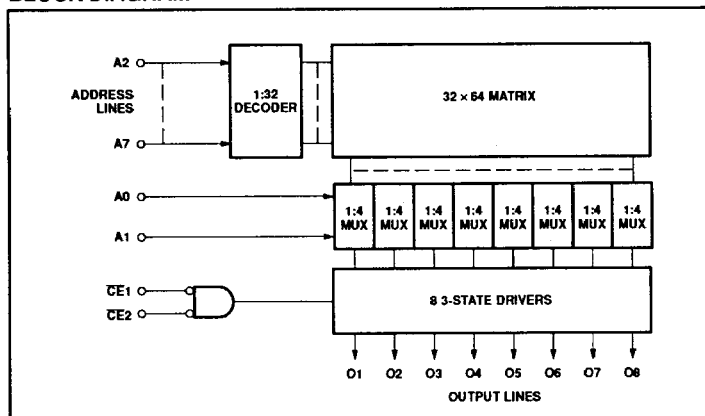 A2
ADDRESS
LINES
A7
1:32
DECODER
32 × 64 MATRIX
A0
A1
1:4
MUX
1:4
MUX
1:4
MUX
1:4
MUX
1:4
MUX
1:4
MUX
1:4
MUX
1:4
MUX
CE1
CE2
8 3-STATE DRIVERS
O1 O2 O3 O4 O5 O6 O7 O8
OUTPUT LINES